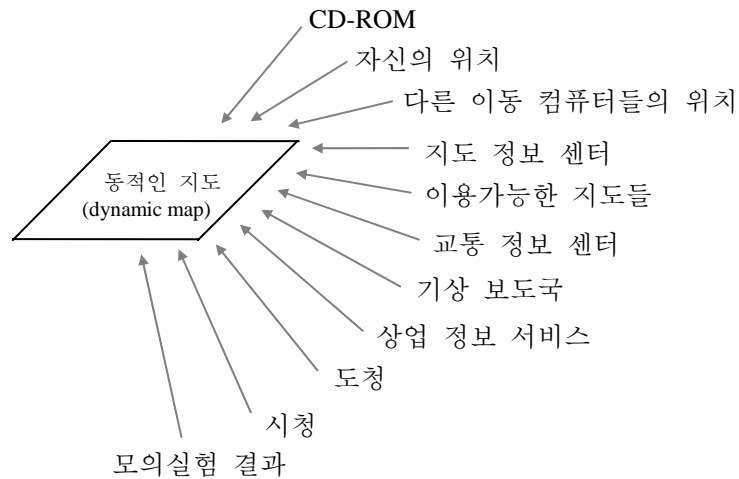 CD-ROM
자신의 위치
다른 이동 컴퓨터들의 위치
지도 정보 센터
동적인 지도
(dynamic map)
이용가능한 지도들
교통 정보 센터
기상 보도국
상업 정보 서비스
도청
시청
모의실험 결과